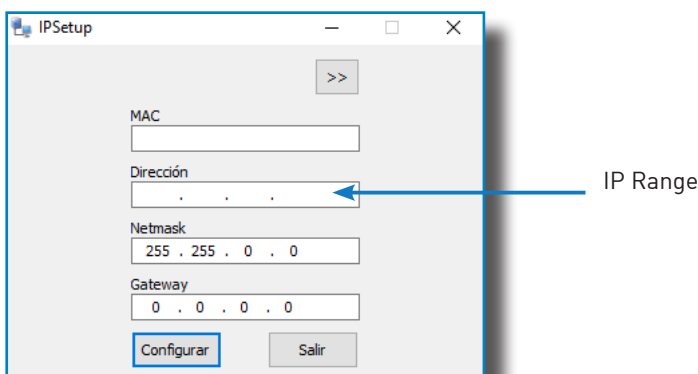 IPSetup
>>
MAC
Dirección
. . .
IP Range
Netmask
255 . 255 . 0 . 0
Gateway
0 . 0 . 0 . 0
Configurar Salir